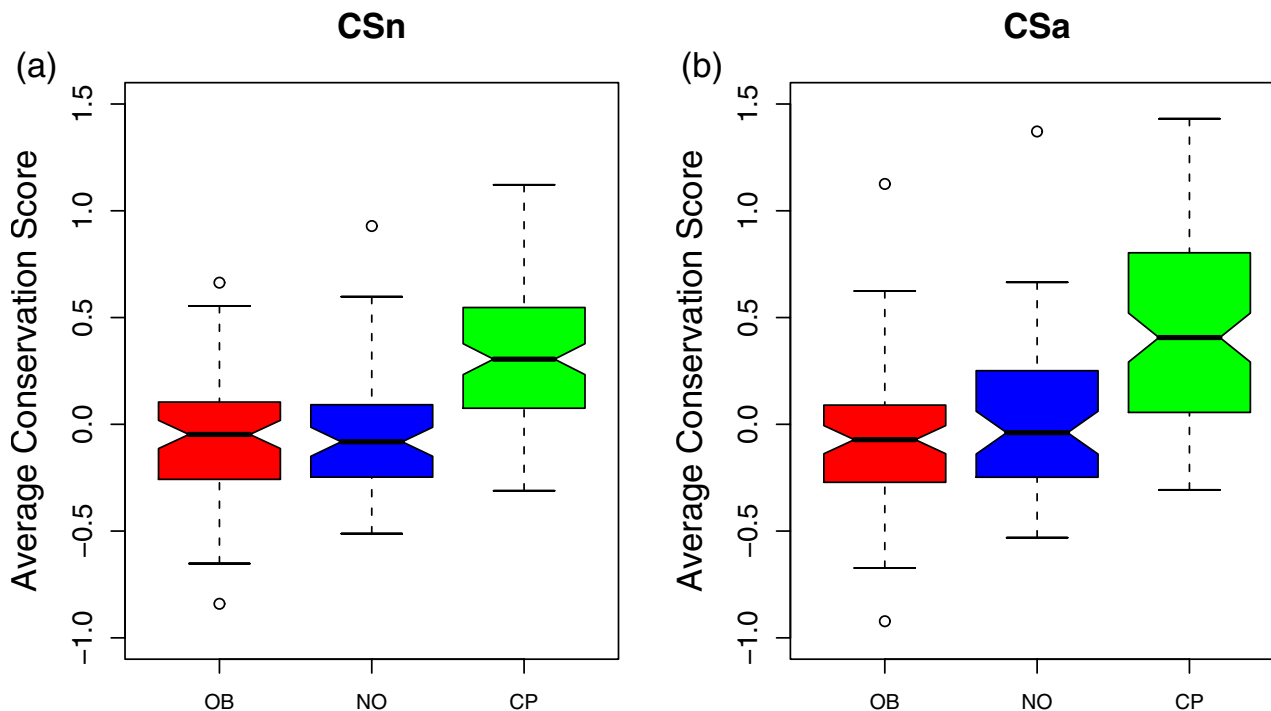 CSn
(a)
Average Conservation Score
1.5
1.0
0.5
0.0
−0.5
−1.0
OB NO CP
CSa
(b)
Average Conservation Score
1.5
1.0
0.5
0.0
−0.5
−1.0
OB NO CP